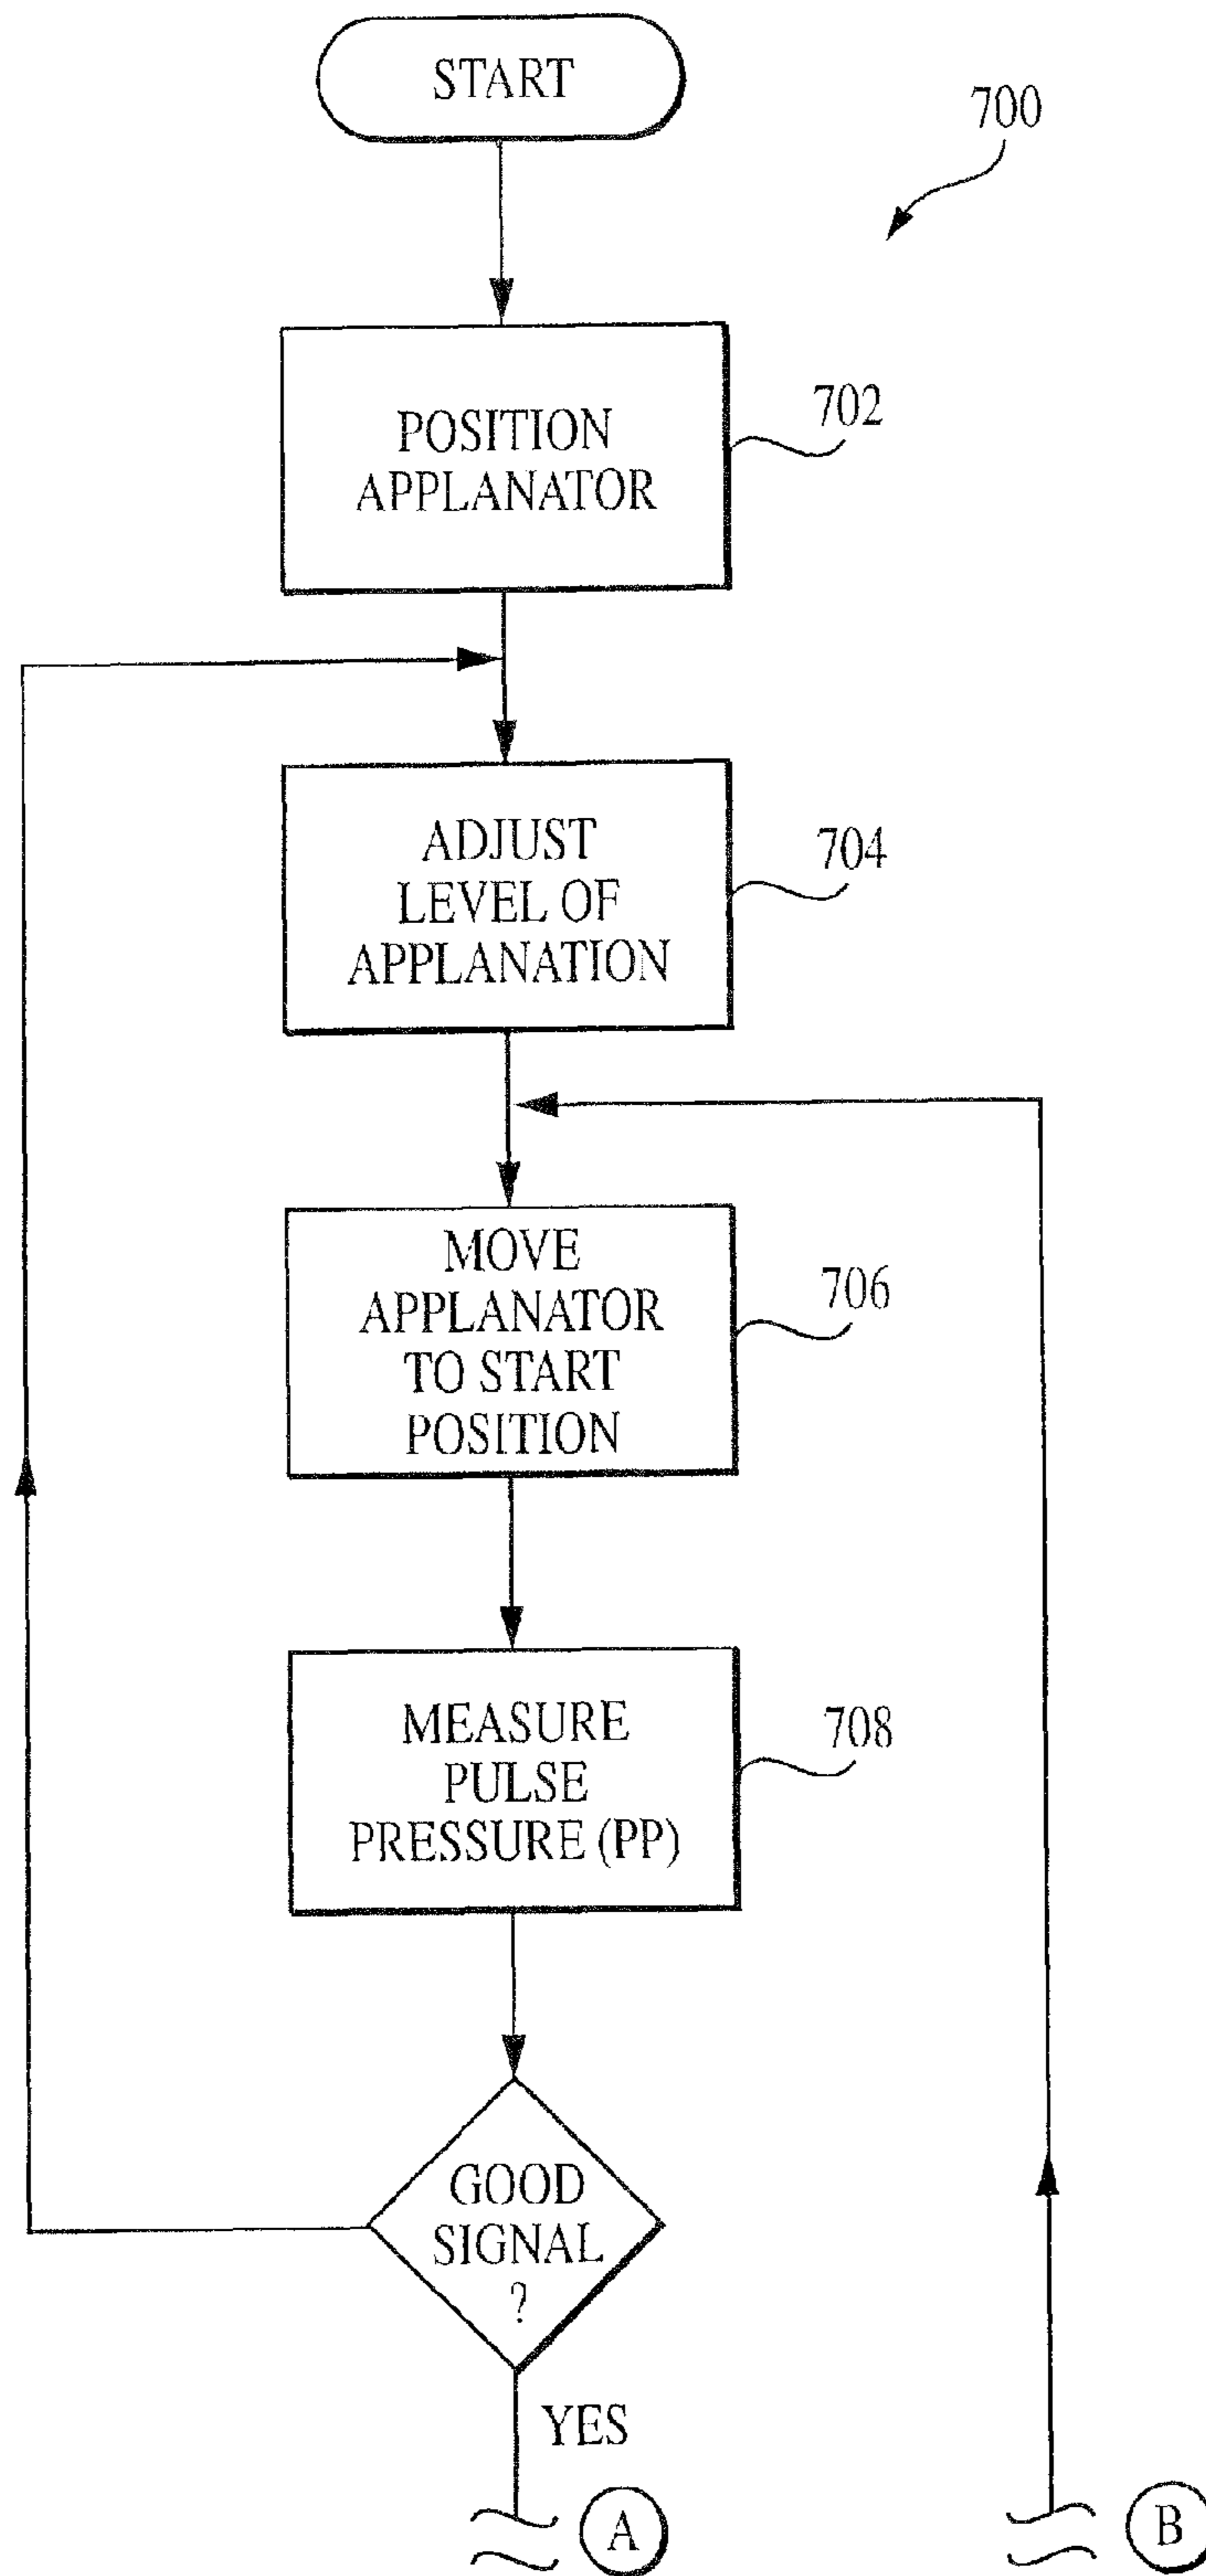 START
700
POSITION
APPLANATOR
702
ADJUST
LEVEL OF
APPLANATION
704
MOVE
APPLANATOR
TO START
POSITION
706
MEASURE
PULSE
PRESSURE (PP)
708
GOOD
SIGNAL
?
YES
A
B